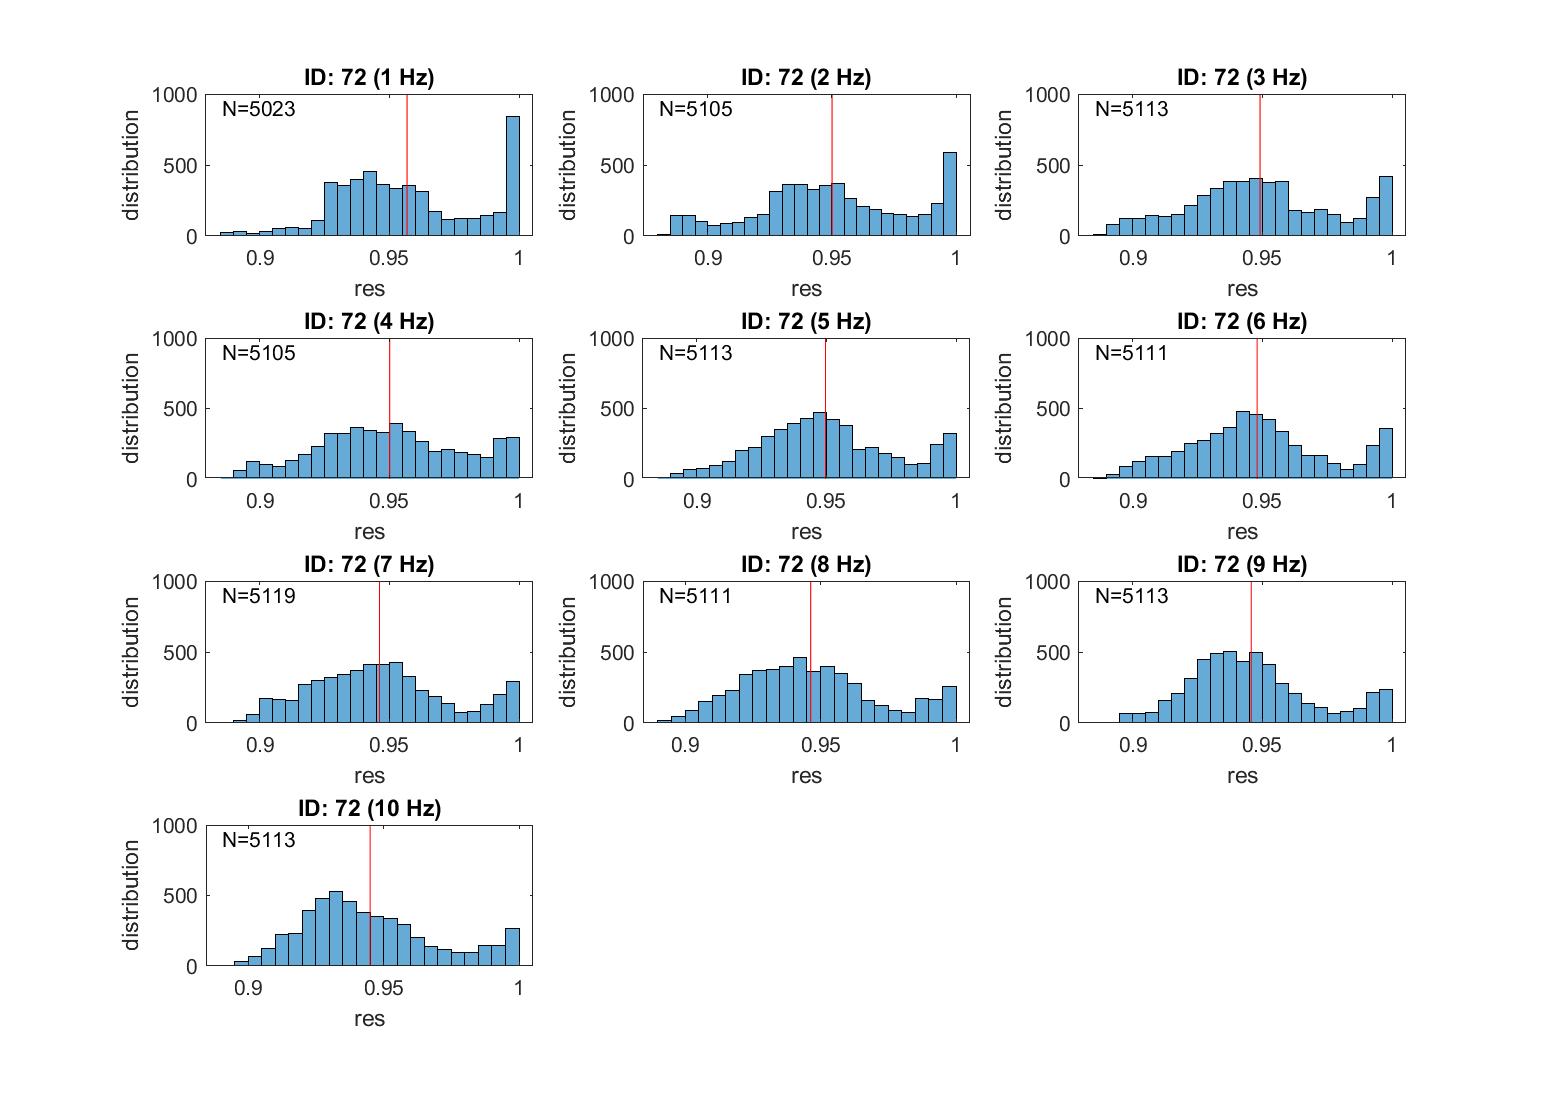 ID: 72 (1 Hz)
1000
500
0
distribution
N=5023
0.9 0.95 1
res
ID: 72 (2 Hz)
1000
500
0
distribution
N=5105
0.9 0.95 1
res
ID: 72 (3 Hz)
1000
500
0
distribution
N=5113
0.9 0.95 1
res
ID: 72 (4 Hz)
1000
500
0
distribution
N=5105
0.9 0.95 1
res
ID: 72 (5 Hz)
1000
500
0
distribution
N=5113
0.9 0.95 1
res
ID: 72 (6 Hz)
1000
500
0
distribution
N=5111
0.9 0.95 1
res
ID: 72 (7 Hz)
1000
500
0
distribution
N=5119
0.9 0.95 1
res
ID: 72 (8 Hz)
1000
500
0
distribution
N=5111
0.9 0.95 1
res
ID: 72 (9 Hz)
1000
500
0
distribution
N=5113
0.9 0.95 1
res
ID: 72 (10 Hz)
1000
500
0
distribution
N=5113
0.9 0.95 1
res